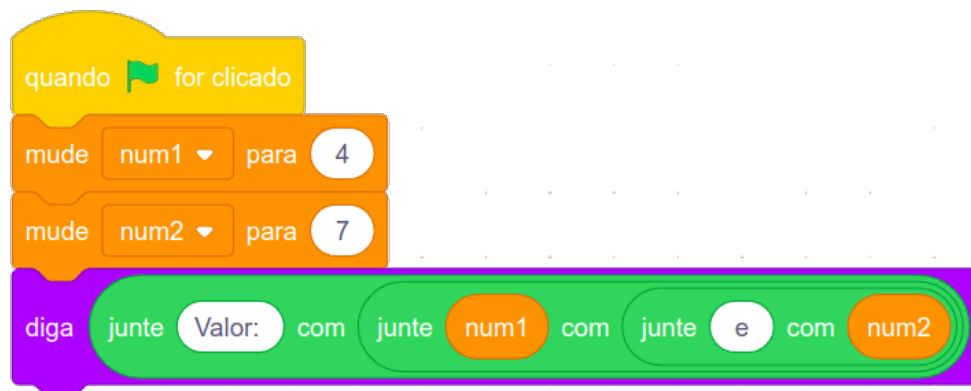 quando for clicado
mude num1 para 4
mude num2 para 7
diga junte Valor: com junte num1 com junte e com num2